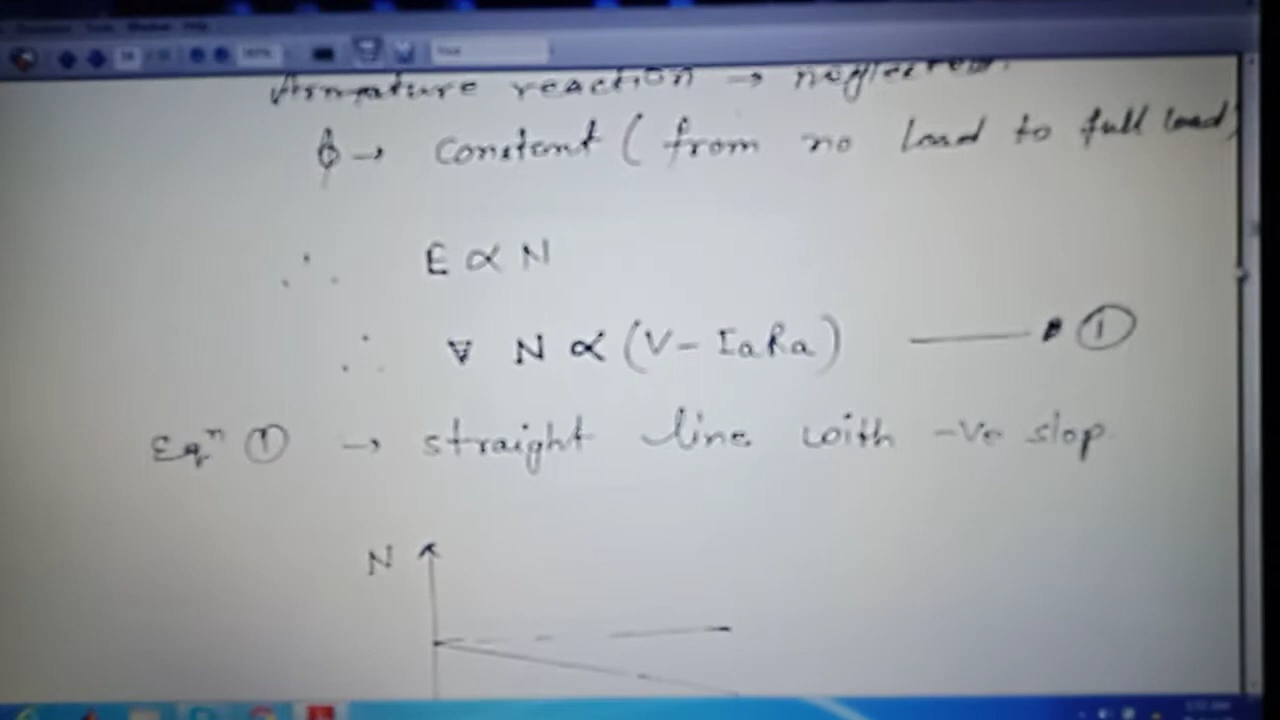 Armature reaction → neglected.
ϕ → constant (from no load to full load)
∴ E ∝ N
∴ ∀ N ∝ (V - IaRa) → ①
Eqⁿ ① → straight line with -ve slop
N